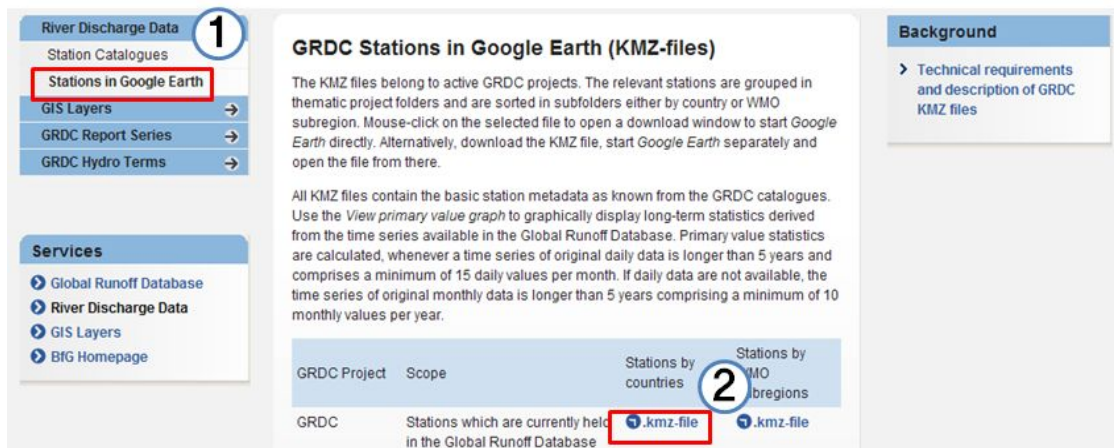 River Discharge Data
1
Station Catalogues
Stations in Google Earth
GIS Layers
GRDC Report Series
GRDC Hydro Terms
Services
Global Runoff Database
River Discharge Data
GIS Layers
BfG Homepage
GRDC Stations in Google Earth (KMZ-files)
The KMZ files belong to active GRDC projects. The relevant stations are grouped in
thematic project folders and are sorted in subfolders either by country or WMO
subregion. Mouse-click on the selected file to open a download window to start Google
Earth directly. Alternatively, download the KMZ file, start Google Earth separately and
open the file from there.
All KMZ files contain the basic station metadata as known from the GRDC catalogues.
Use the View primary value graph to graphically display long-term statistics derived
from the time series available in the Global Runoff Database. Primary value statistics
are calculated, whenever a time series of original daily data is longer than 5 years and
comprises a minimum of 15 daily values per month. If daily data are not available, the
time series of original monthly data is longer than 5 years comprising a minimum of 10
monthly values per year.
GRDC Project
Scope
Stations by
countries
2
Stations by
GRDC
Stations which are currently held
in the Global Runoff Database
.kmz-file
.kmz-file
Background
Technical requirements
and description of GRDC
KMZ files